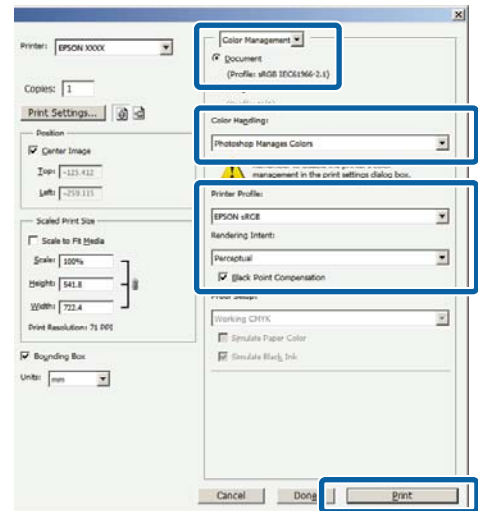 Printer: EPSON XXXX
Copies: 1
Print Settings...
Position
Center Image
Top: -125.412
Left: -259.115
Scaled Print Size
Scale to Fit Media
Scale: 100%
Height: 541.8
Width: 722.4
Print Resolution: 71 PPI
Bounding Box
Units: mm
Color Management
Document
(Profile: sRGB IEC61966-2.1)
Color Handling:
Photoshop Manages Colors
management in the print settings dialog box.
Printer Profile:
EPSON sRGB
Rendering Intent:
Perceptual
Black Point Compensation
Proof Setup:
Working CMYK
Simulate Paper Color
Simulate Black Ink
Cancel
Done
Print